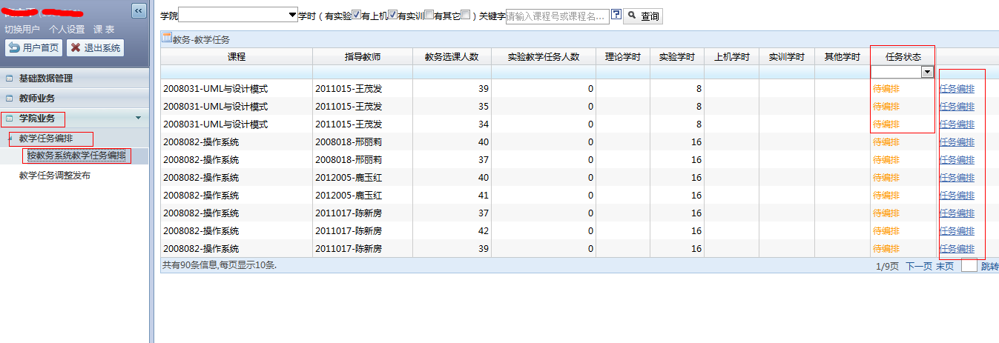 切换用户 个人设置 课 表
用户首页 退出系统
基础数据管理
教师业务
学院业务
教学任务编排
按教务系统教学任务编排
教学任务调整发布
学院 学时（有实验 有上机 有实训 有其它 ）关键字 请输入课程号或课程名... ? 查询
教务-教学任务
课程 指导教师 教务选课人数 实验教学任务人数 理论学时 实验学时 上机学时 实训学时 其他学时 任务状态
2008031-UML与设计模式 2011015-王茂发 39 0 8 待编排 任务编排
2008031-UML与设计模式 2011015-王茂发 35 0 8 待编排 任务编排
2008031-UML与设计模式 2011015-王茂发 34 0 8 待编排 任务编排
2008082-操作系统 2008018-邢丽莉 40 0 16 待编排 任务编排
2008082-操作系统 2008018-邢丽莉 37 0 16 待编排 任务编排
2008082-操作系统 2012005-鹿玉红 40 0 16 待编排 任务编排
2008082-操作系统 2012005-鹿玉红 41 0 16 待编排 任务编排
2008082-操作系统 2011017-陈新房 37 0 16 待编排 任务编排
2008082-操作系统 2011017-陈新房 42 0 16 待编排 任务编排
2008082-操作系统 2011017-陈新房 39 0 16 待编排 任务编排
共有90条信息,每页显示10条. 1/9页 下一页 末页 跳转